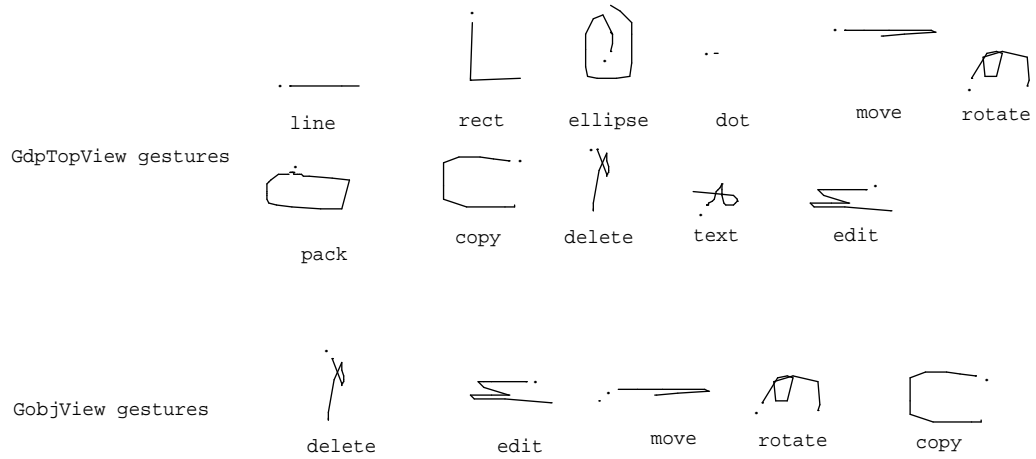 line
rect
ellipse
dot
move
rotate
GdpTopView gestures
pack
copy
delete
text
edit
GobjView gestures
delete
edit
move
rotate
copy